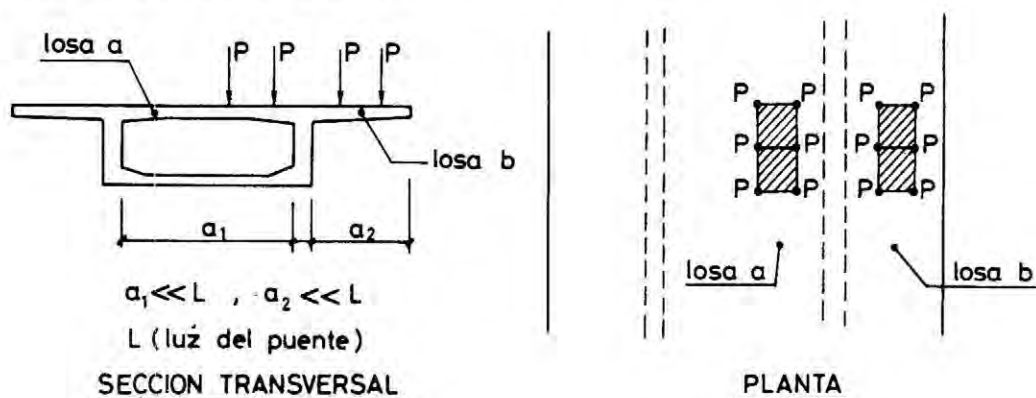 losa a
P P P P
losa b
a₁ a₂
a₁ << L , a₂ << L
L (luz del puente)
SECCION TRANSVERSAL
P P P P
P P P P
P P P P
losa a
losa b
PLANTA